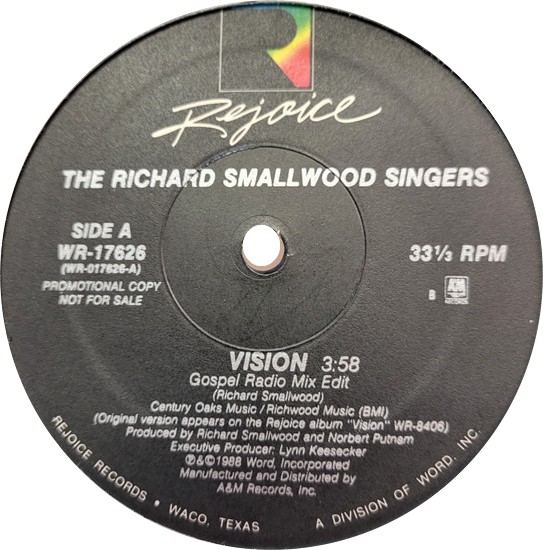 R
Rejoice
THE RICHARD SMALLWOOD SINGERS
SIDE A
WR-17626
(WR-017626-A)
PROMOTIONAL COPY
NOT FOR SALE
33⅓ RPM
B
A&M
RECORDS
VISION 3:58
Gospel Radio Mix Edit
(Richard Smallwood)
Century Oaks Music / Richwood Music (BMI)
(Original version appears on the Rejoice album "Vision" WR-8406)
Produced by Richard Smallwood and Norbert Putnam
Executive Producer: Lynn Keesecker
℗&©1988 Word, Incorporated
Manufactured and Distributed by
A&M Records, Inc.
REJOICE RECORDS • WACO, TEXAS A DIVISION OF WORD, INC.